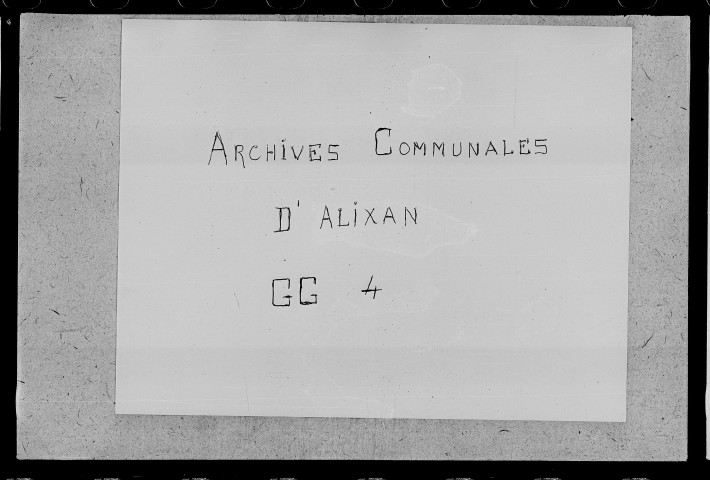 ARCHIVES COMMUNALES
D' ALIXAN
GG 4